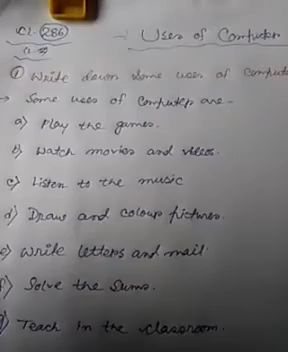 CL-286 - Uses of Computer
① Write down some uses of Comput
→ Some uses of Computer are -
a) Play the games.
b) Watch movies and videos.
c) Listen to the music
d) Draw and colour pictures.
e) Write letters and mail.
f) Solve the Sums.
g) Teach in the classroom.